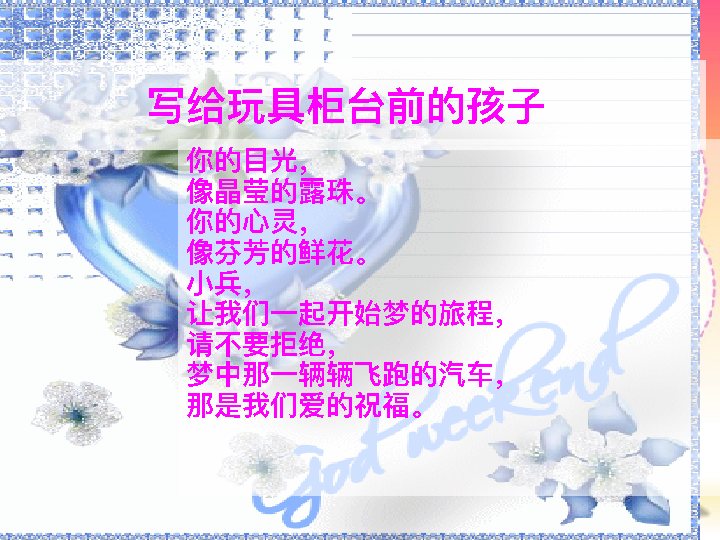 写给玩具柜台前的孩子
你的目光，
像晶莹的露珠。
你的心灵，
像芬芳的鲜花。
小兵，
让我们一起开始梦的旅程，
请不要拒绝，
梦中那一辆辆飞跑的汽车，
那是我们爱的祝福。
good weekend